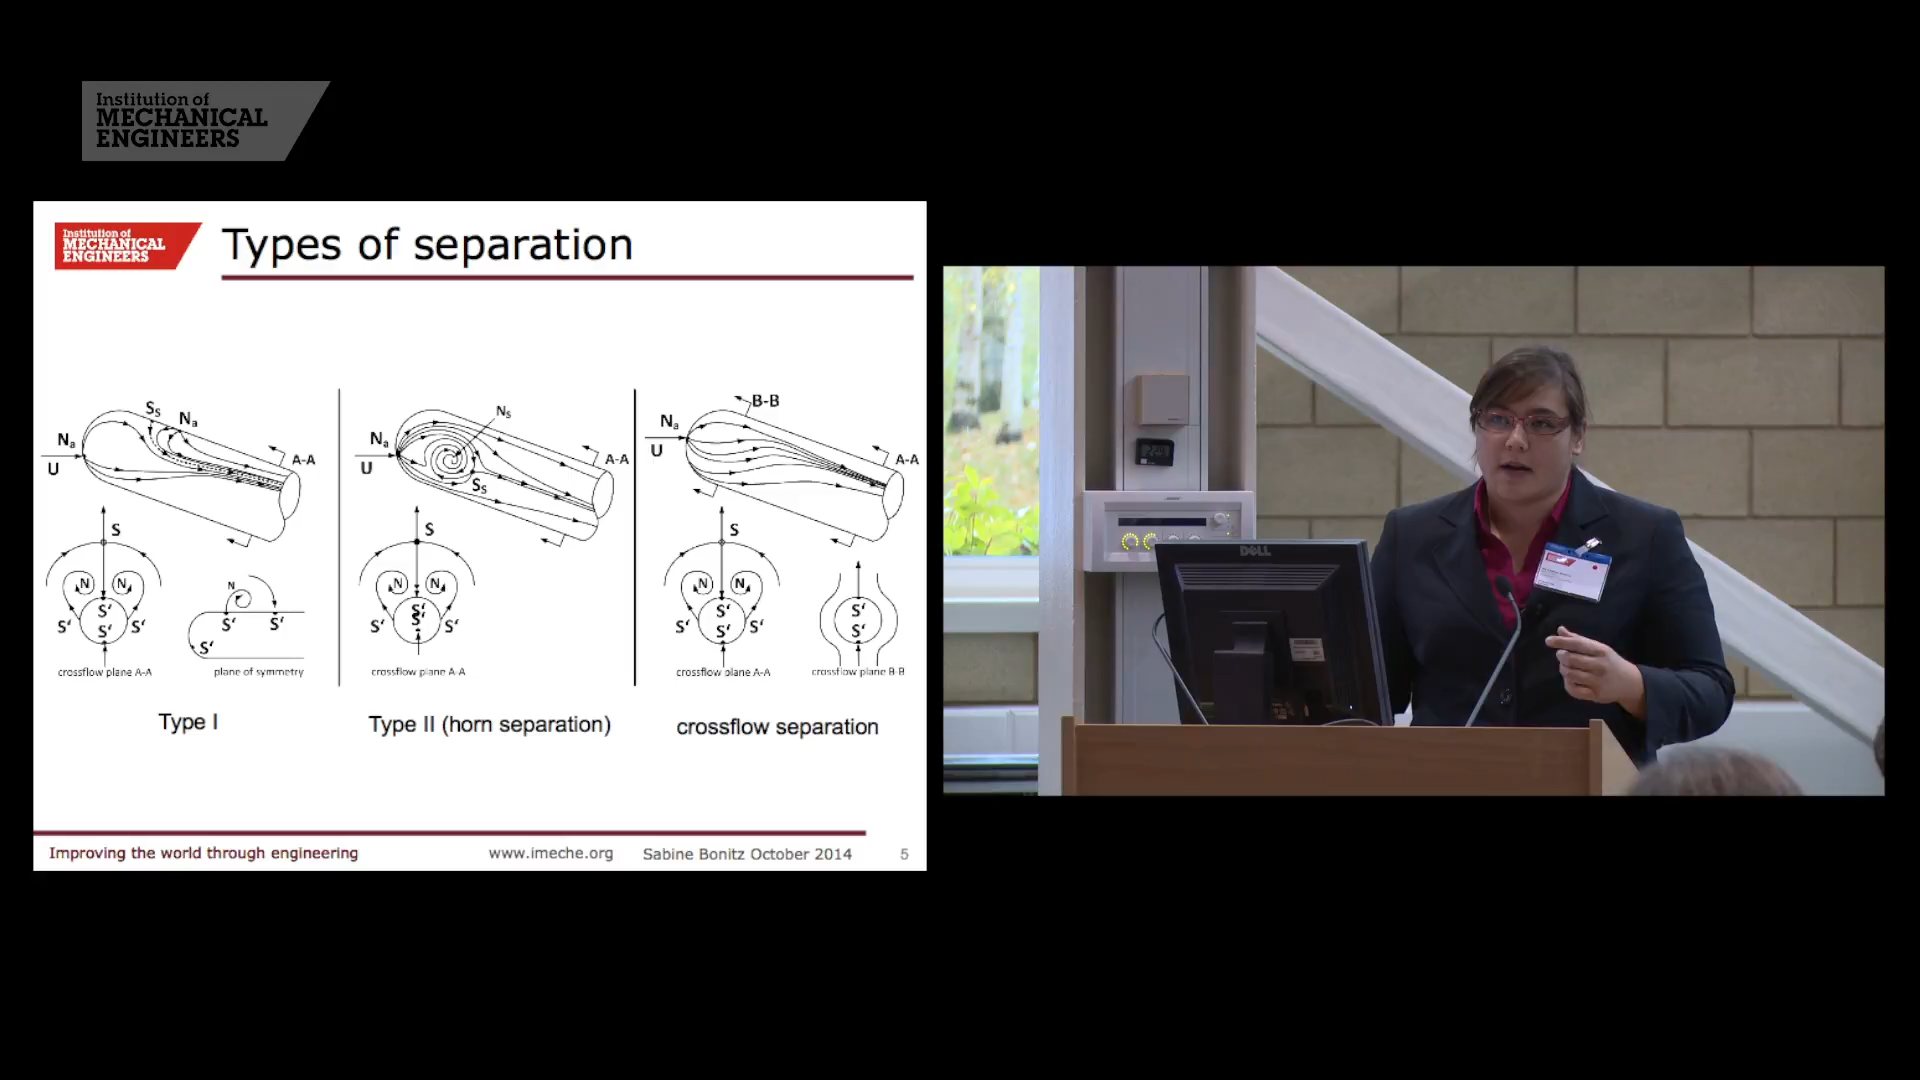 Institution of
MECHANICAL
ENGINEERS
Institution of
MECHANICAL
ENGINEERS
Types of separation
Na
U
Ss
Na
A-A
S
N
N
S'
S'
S'
S'
crossflow plane A-A
N
S'
S'
S'
plane of symmetry
Type I
Na
U
Ns
Ss
A-A
S
N
N
S'
S'
S'
S'
crossflow plane A-A
Type II (horn separation)
B-B
Na
U
A-A
S
N
N
S'
S'
S'
S'
crossflow plane A-A
S'
S'
crossflow plane B-B
crossflow separation
Improving the world through engineering
www.imeche.org
Sabine Bonitz October 2014
5
DELL